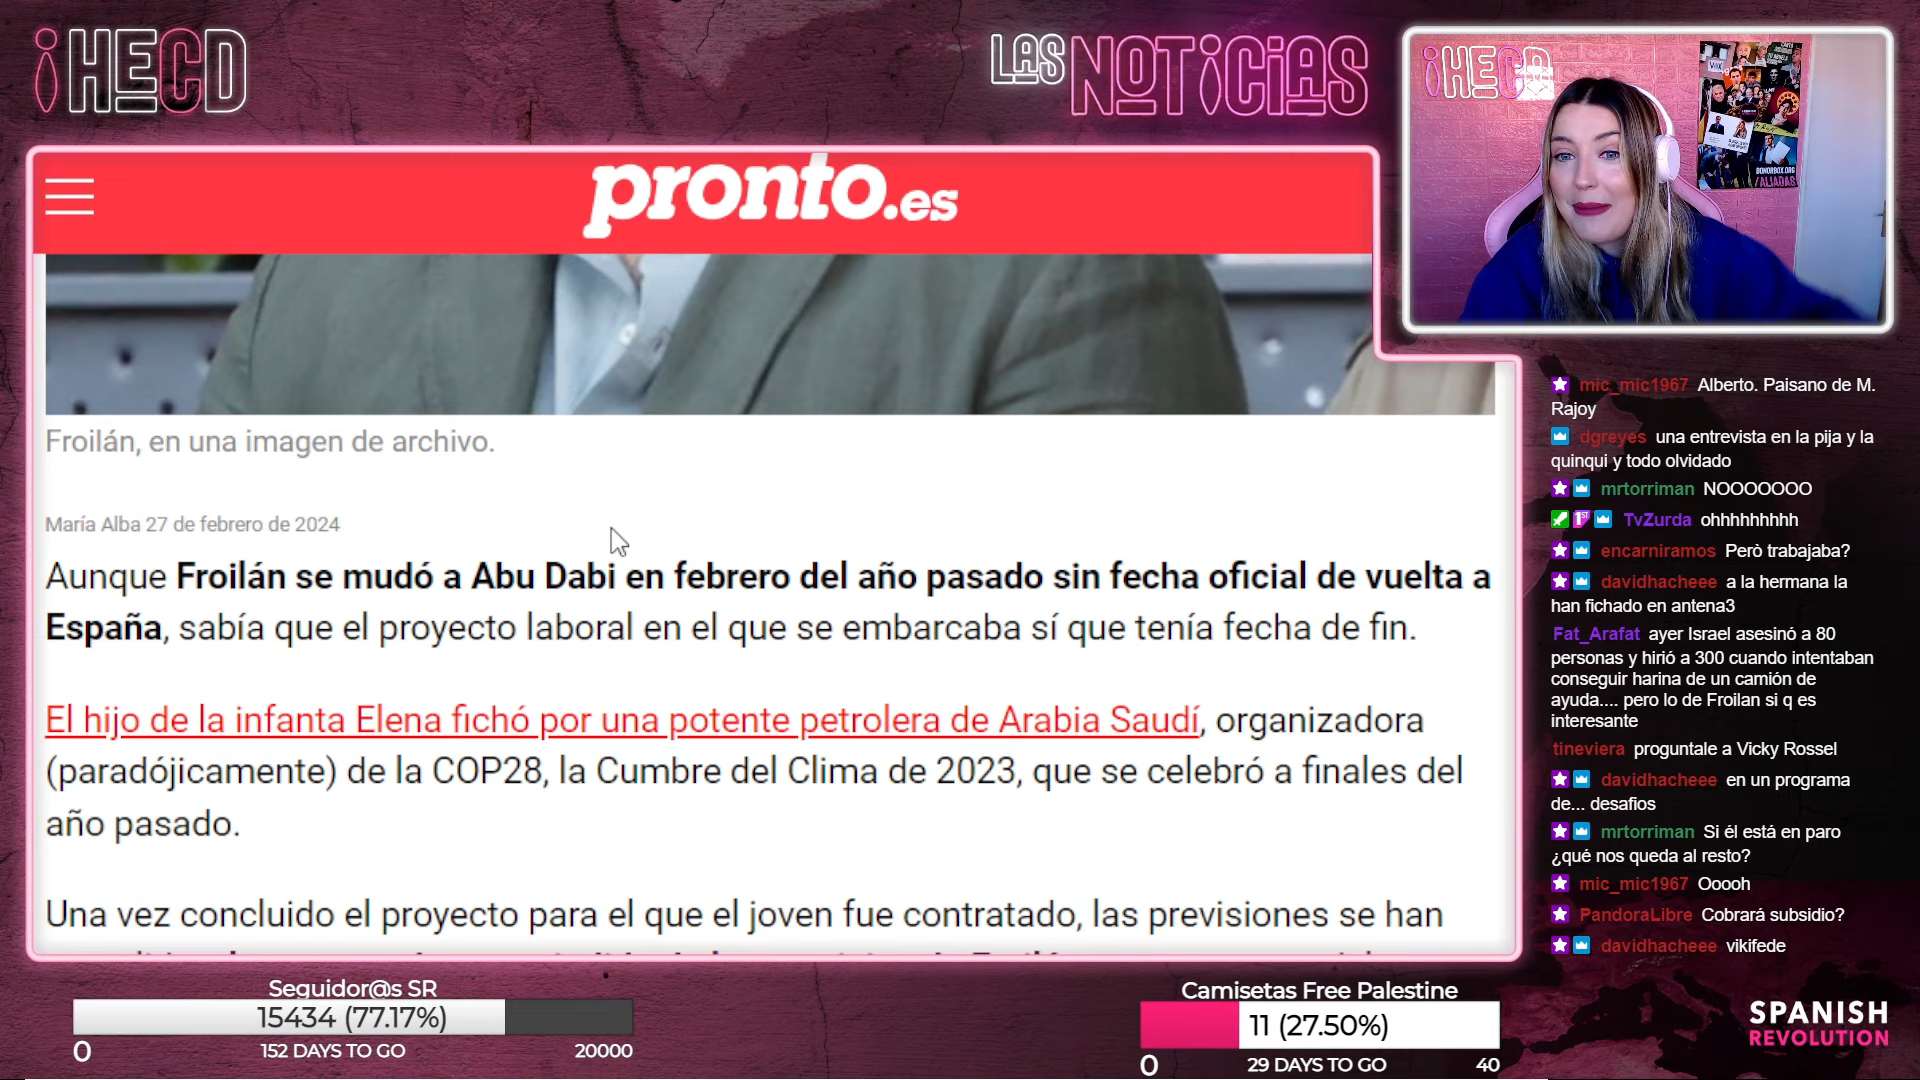 ¡HECD
LAS NOTiCiAS
¡HECD
VOX
DONORBOX.ORG
/ALIADAS
pronto.es
Froilán, en una imagen de archivo.
María Alba 27 de febrero de 2024
Aunque Froilán se mudó a Abu Dabi en febrero del año pasado sin fecha oficial de vuelta a
España, sabía que el proyecto laboral en el que se embarcaba sí que tenía fecha de fin.
El hijo de la infanta Elena fichó por una potente petrolera de Arabia Saudí, organizadora
(paradójicamente) de la COP28, la Cumbre del Clima de 2023, que se celebró a finales del
año pasado.
Una vez concluido el proyecto para el que el joven fue contratado, las previsiones se han
mic_mic1967 Alberto. Paisano de M.
Rajoy
dgreyes una entrevista en la pija y la
quinqui y todo olvidado
mrtorriman NOOOOOOO
1ST TvZurda ohhhhhhhhh
encarniramos Però trabajaba?
davidhacheee a la hermana la
han fichado en antena3
Fat_Arafat ayer Israel asesinó a 80
personas y hirió a 300 cuando intentaban
conseguir harina de un camión de
ayuda.... pero lo de Froilan si q es
interesante
tineviera proguntale a Vicky Rossel
davidhacheee en un programa
de... desafios
mrtorriman Si él está en paro
¿qué nos queda al resto?
mic_mic1967 Ooooh
PandoraLibre Cobrará subsidio?
davidhacheee vikifede
Seguidor@s SR
15434 (77.17%)
0 152 DAYS TO GO 20000
Camisetas Free Palestine
11 (27.50%)
0 29 DAYS TO GO 40
SPANISH
REVOLUTION